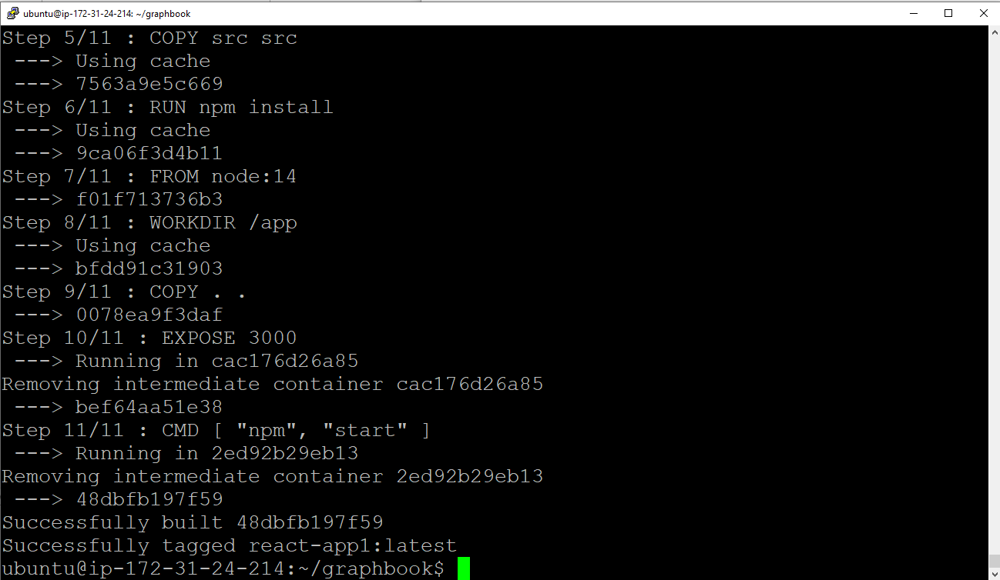 ubuntu@ip-172-31-24-214: ~/graphbook
Step 5/11 : COPY src src
 ---> Using cache
 ---> 7563a9e5c669
Step 6/11 : RUN npm install
 ---> Using cache
 ---> 9ca06f3d4b11
Step 7/11 : FROM node:14
 ---> f01f713736b3
Step 8/11 : WORKDIR /app
 ---> Using cache
 ---> bfdd91c31903
Step 9/11 : COPY . .
 ---> 0078ea9f3daf
Step 10/11 : EXPOSE 3000
 ---> Running in cac176d26a85
Removing intermediate container cac176d26a85
 ---> bef64aa51e38
Step 11/11 : CMD [ "npm", "start" ]
 ---> Running in 2ed92b29eb13
Removing intermediate container 2ed92b29eb13
 ---> 48dbfb197f59
Successfully built 48dbfb197f59
Successfully tagged react-app1:latest
ubuntu@ip-172-31-24-214:~/graphbook$